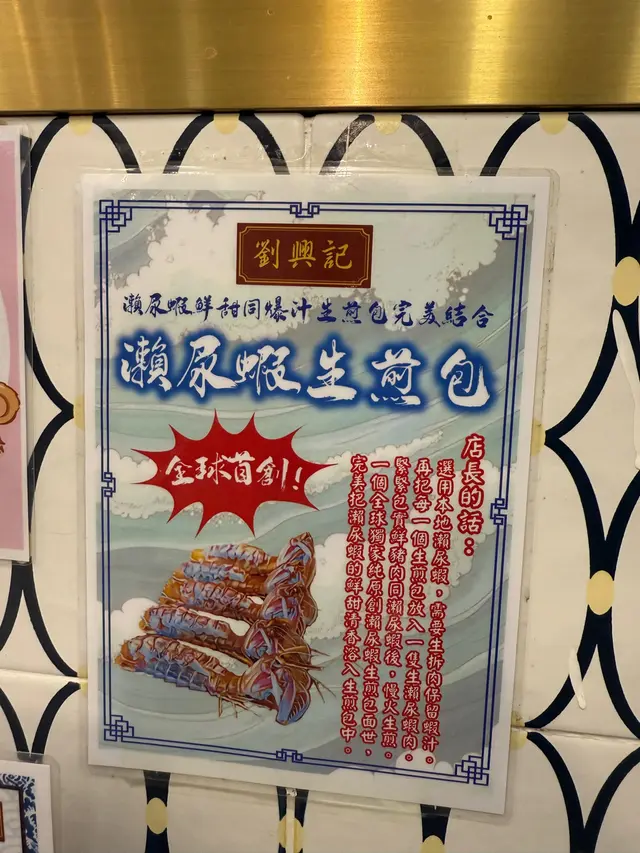 劉興記
瀨尿蝦鮮甜同爆汁生煎包完美結合
瀨尿蝦生煎包
全球首創!
店長的話：
選用本地瀨尿蝦，需要生拆肉保留蝦汁。
再把每一個生煎包放入一隻生瀨尿蝦肉。
緊緊包實鮮豬肉同瀨尿蝦後，慢火生煎。
一個全球獨家純原創瀨尿蝦生煎包面世、
完美把瀨尿蝦的鮮甜清香溶入生煎包中。